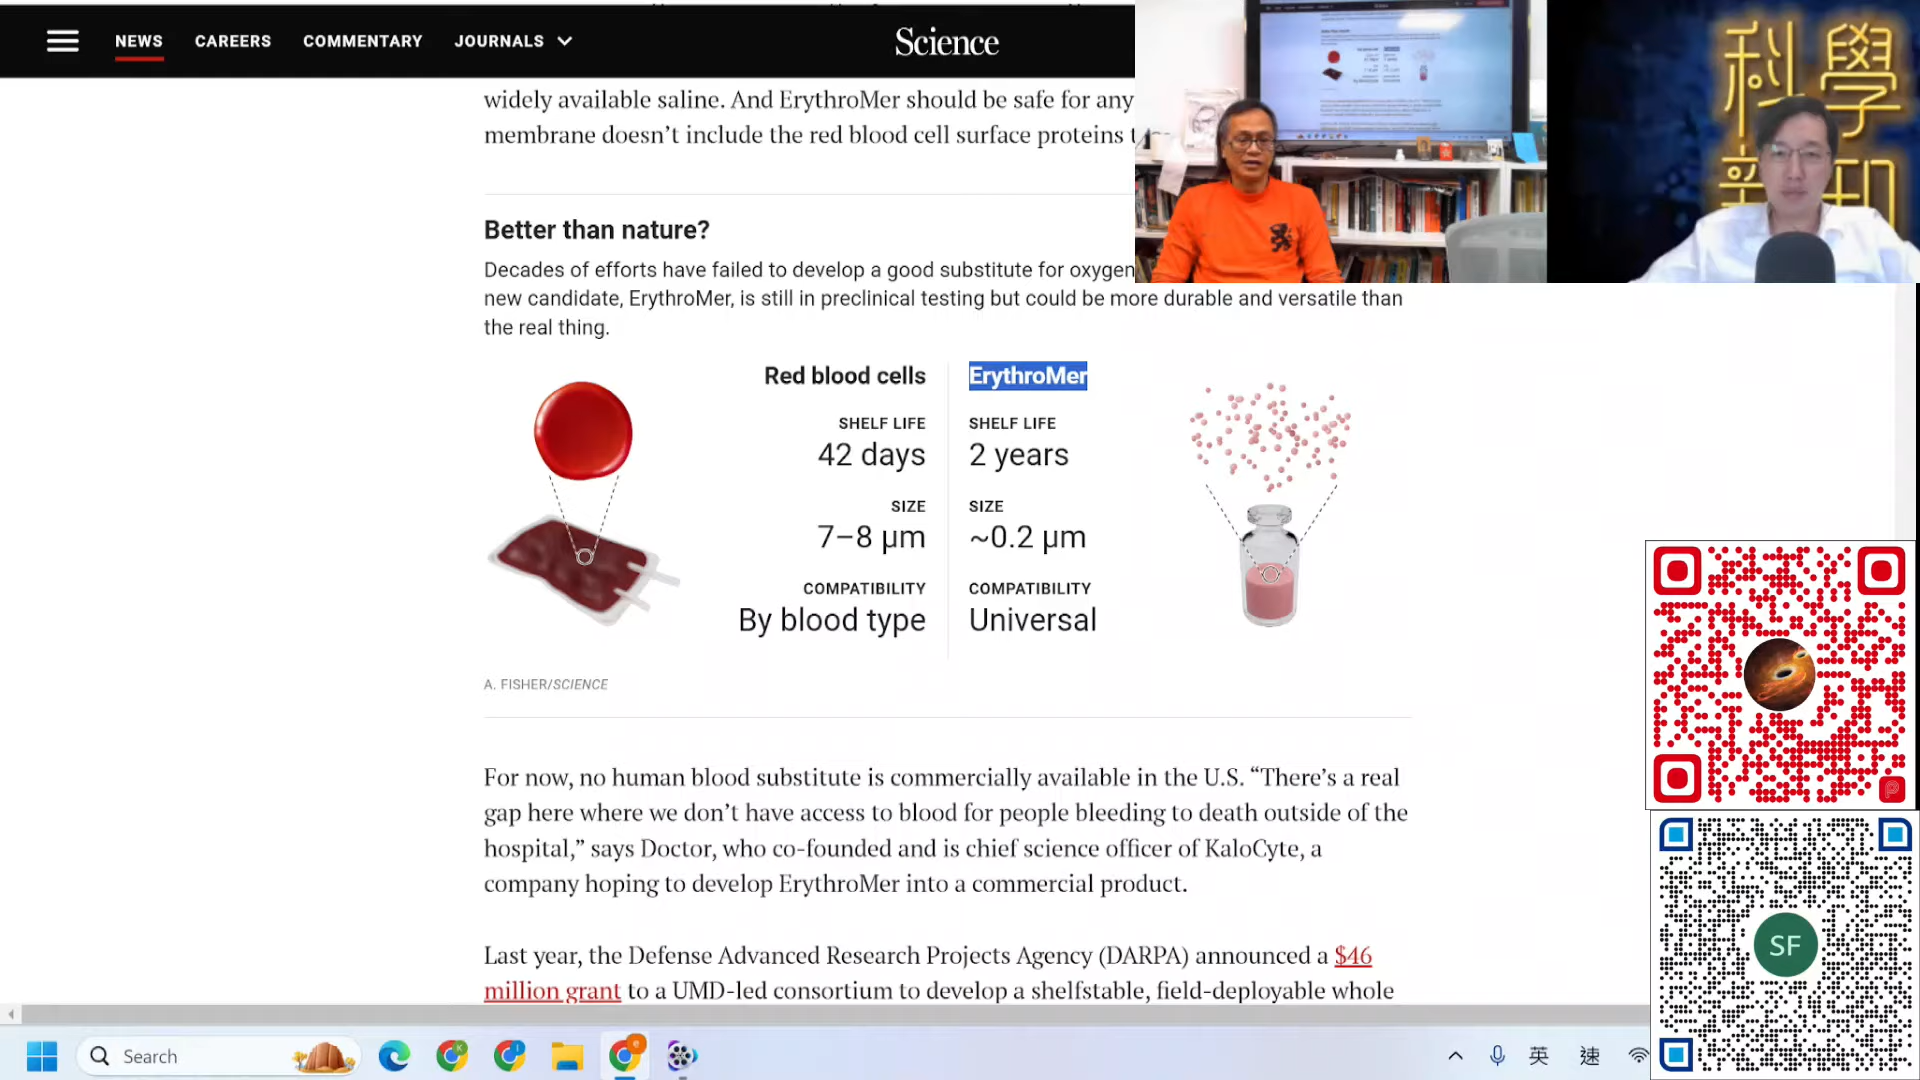 NEWS
CAREERS
COMMENTARY
JOURNALS
Science
widely available saline. And ErythroMer should be safe for any
membrane doesn’t include the red blood cell surface proteins
Better than nature?
Decades of efforts have failed to develop a good substitute for oxygen
new candidate, ErythroMer, is still in preclinical testing but could be more durable and versatile than
the real thing.
Red blood cells
ErythroMer
SHELF LIFE
SHELF LIFE
42 days
2 years
SIZE
SIZE
7–8 µm
~0.2 µm
COMPATIBILITY
COMPATIBILITY
By blood type
Universal
A. FISHER/SCIENCE
For now, no human blood substitute is commercially available in the U.S. “There’s a real
gap here where we don’t have access to blood for people bleeding to death outside of the
hospital,” says Doctor, who co-founded and is chief science officer of KaloCyte, a
company hoping to develop ErythroMer into a commercial product.
Last year, the Defense Advanced Research Projects Agency (DARPA) announced a $46
million grant to a UMD-led consortium to develop a shelfstable, field-deployable whole
科學
新知
SF
Search
英
速